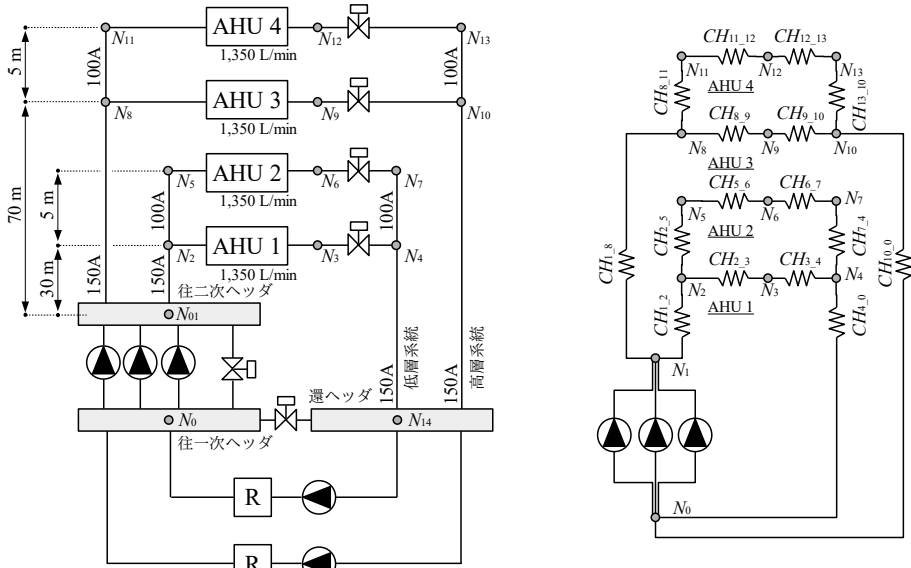 AHU 4
1,350 L/min
N11
N12
N13
5 m
100A
100A
AHU 3
1,350 L/min
N8
N9
N10
AHU 2
1,350 L/min
N5
N6
N7
70 m
5 m
100A
100A
AHU 1
1,350 L/min
N2
N3
N4
30 m
150A
150A
往二次ヘッダ
N01
低層系統
高層系統
150A
150A
還ヘッダ
N0
N14
往一次ヘッダ
R
R
CH11_12
CH12_13
N11
N12
N13
AHU 4
CH8_11
CH13_10
CH8_9
CH9_10
N8
N9
N10
AHU 3
CH5_6
CH6_7
N5
N6
N7
AHU 2
CH2_5
CH7_4
CH1_8
CH10_0
CH2_3
CH3_4
N2
N3
N4
AHU 1
CH1_2
CH4_0
N1
N0